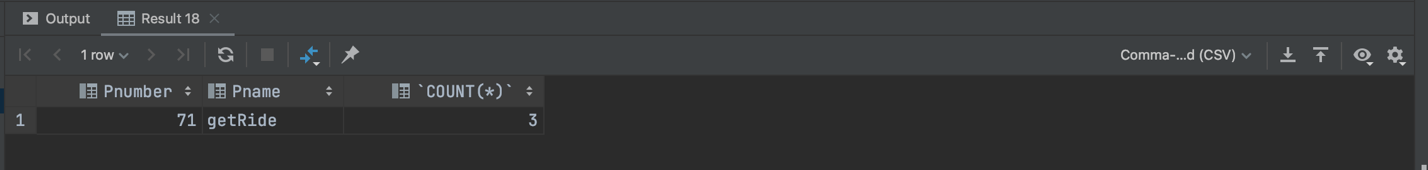 Output Result 18
1 row Comma-...d (CSV)
Pnumber Pname `COUNT(*)`
1 71 getRide 3